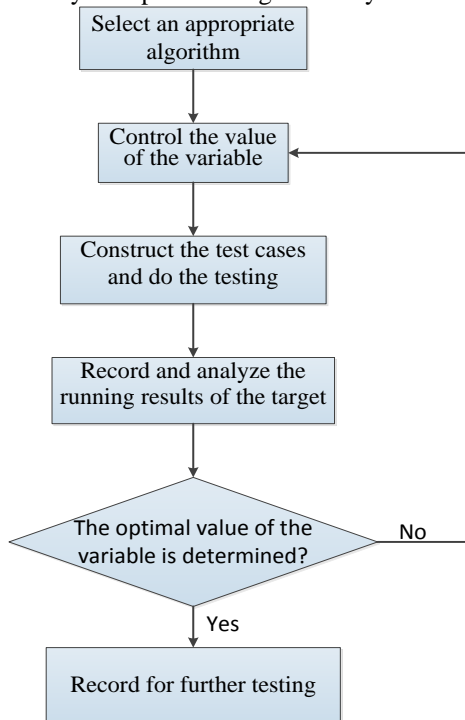 Select an appropriate
algorithm
Control the value
of the variable
Construct the test cases
and do the testing
Record and analyze the
running results of the target
The optimal value of the
variable is determined?
No
Yes
Record for further testing